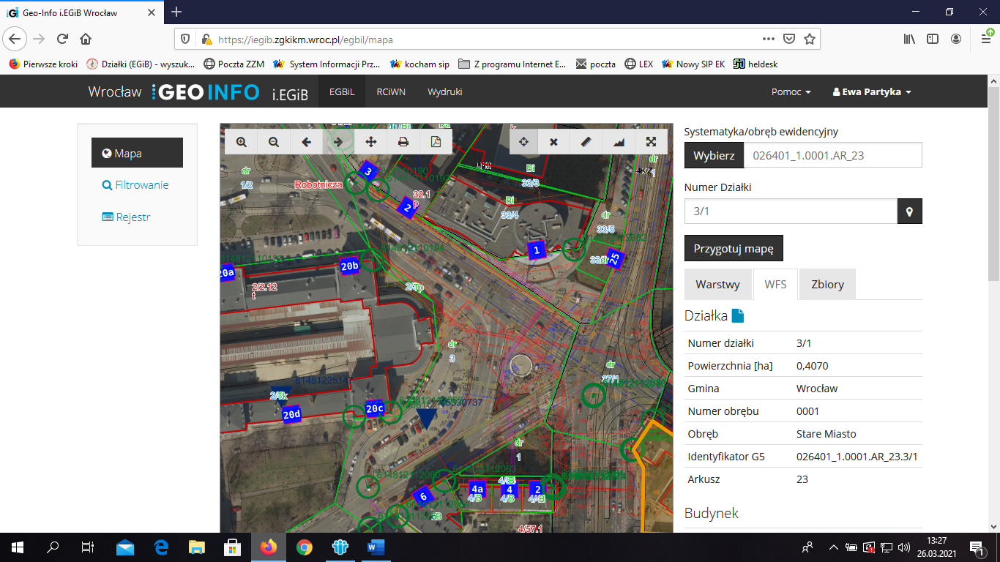 Geo-Info i.EGiB Wrocław
https://iegib.zgkikm.wroc.pl/egbil/mapa
Pierwsze kroki
Działki (EGiB) - wyszuk...
Poczta ZZM
System Informacji Prz...
kocham sip
Z programu Internet E...
poczta
LEX
Nowy SIP EK
heldesk
Wrocław GEO INFO i.EGiB
EGBiL
RCiWN
Wydruki
Pomoc
Ewa Partyka
Mapa
Filtrowanie
Rejestr
dr
1/2
Robotnicza
3
32.1
p
2
Bi
33/3
Bi
33/4
dr
1
dr
33/5
1
25
614812110194
20b
20a
2/2.12
t
2/Tp
dr
3
dr
61481225147
2/Tk
20d
20c
dr
1
614812112063
614812112060
6
4a
4
2
4/B
4/B
4/57.1
Systematyka/obręb ewidencyjny
Wybierz
026401_1.0001.AR_23
Numer Działki
3/1
Przygotuj mapę
Warstwy
WFS
Zbiory
Działka
Numer działki 3/1
Powierzchnia [ha] 0,4070
Gmina Wrocław
Numer obrębu 0001
Obręb Stare Miasto
Identyfikator G5 026401_1.0001.AR_23.3/1
Arkusz 23
Budynek
13:27
26.03.2021
1